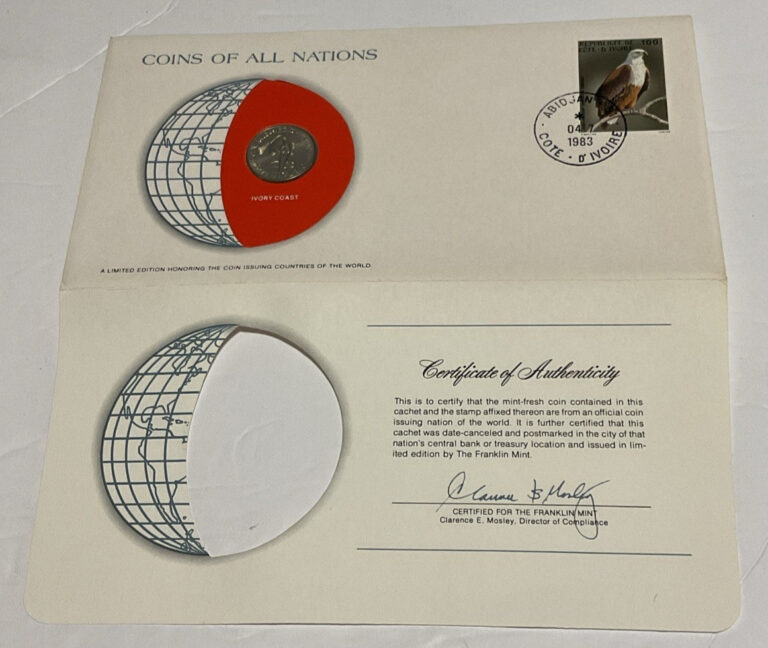 COINS OF ALL NATIONS
REPUBLIQUE DE 100
COTE-D'IVOIRE
ABIDJAN
*
04 7
1983
COTE - D'IVOIRE
IVORY COAST
A LIMITED EDITION HONORING THE COIN ISSUING COUNTRIES OF THE WORLD
Certificate of Authenticity
This is to certify that the mint-fresh coin contained in this
cachet and the stamp affixed thereon are from an official coin
issuing nation of the world. It is further certified that this
cachet was date-canceled and postmarked in the city of that
nation's central bank or treasury location and issued in lim-
ited edition by The Franklin Mint.
CERTIFIED FOR THE FRANKLIN MINT
Clarence E. Mosley, Director of Compliance